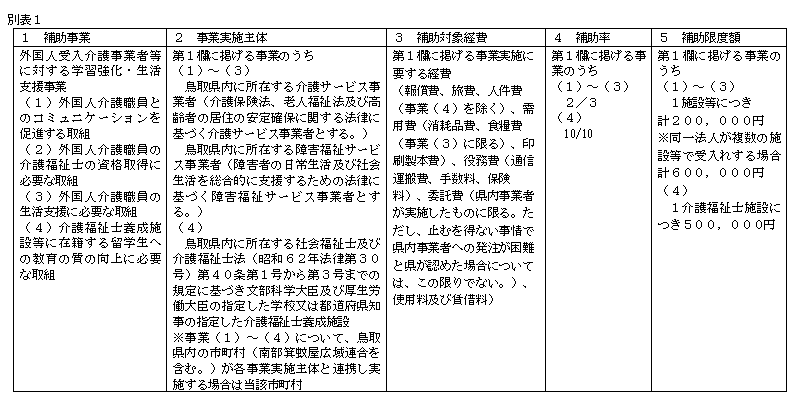 別表１
１　補助事業
外国人受入介護事業者等
に対する学習強化・生活
支援事業
（１）外国人介護職員と
のコミュニケーションを
促進する取組
（２）外国人介護職員の
介護福祉士の資格取得に
必要な取組
（３）外国人介護職員の
生活支援に必要な取組
（４）介護福祉士養成施
設等に在籍する留学生へ
の教育の質の向上に必要
な取組
２　事業実施主体
第１欄に掲げる事業のうち
（１）～（３）
鳥取県内に所在する介護サービス事
業者（介護保険法、老人福祉法及び高
齢者の居住の安定確保に関する法律に
基づく介護サービス事業者とする。）
鳥取県内に所在する障害福祉サービ
ス事業者（障害者の日常生活及び社会
生活を総合的に支援するための法律に
基づく障害福祉サービス事業者とす
る。）
（４）
鳥取県内に所在する社会福祉士及び
介護福祉士法（昭和６２年法律第３０
号）第４０条第１号から第３号までの
規定に基づき文部科学大臣及び厚生労
働大臣の指定した学校又は都道府県知
事の指定した介護福祉士養成施設
※事業（１）～（４）について、鳥取
県内の市町村（南部箕蚊屋広域連合を
含む。）が各事業実施主体と連携し実
施する場合は当該市町村
３　補助対象経費
第１欄に掲げる事業実施に
要する経費
（報償費、旅費、人件費
（事業（４）を除く）、需
用費（消耗品費、食糧費
（事業（３）に限る）、印
刷製本費）、役務費（通信
運搬費、手数料、保険
料）、委託費（県内事業者
が実施したものに限る。た
だし、止むを得ない事情で
県内事業者への発注が困難
と県が認めた場合について
は、この限りでない。）、
使用料及び賃借料）
４　補助率
第１欄に掲げる事
業のうち
（１）～（３）
２／３
（４）
10/10
５　補助限度額
第１欄に掲げる事業の
うち
（１）～（３）
１施設等につき
計２００，０００円
※同一法人が複数の施
設等で受入れする場合
計６００，０００円
（４）
１介護福祉士施設に
つき５００，０００円